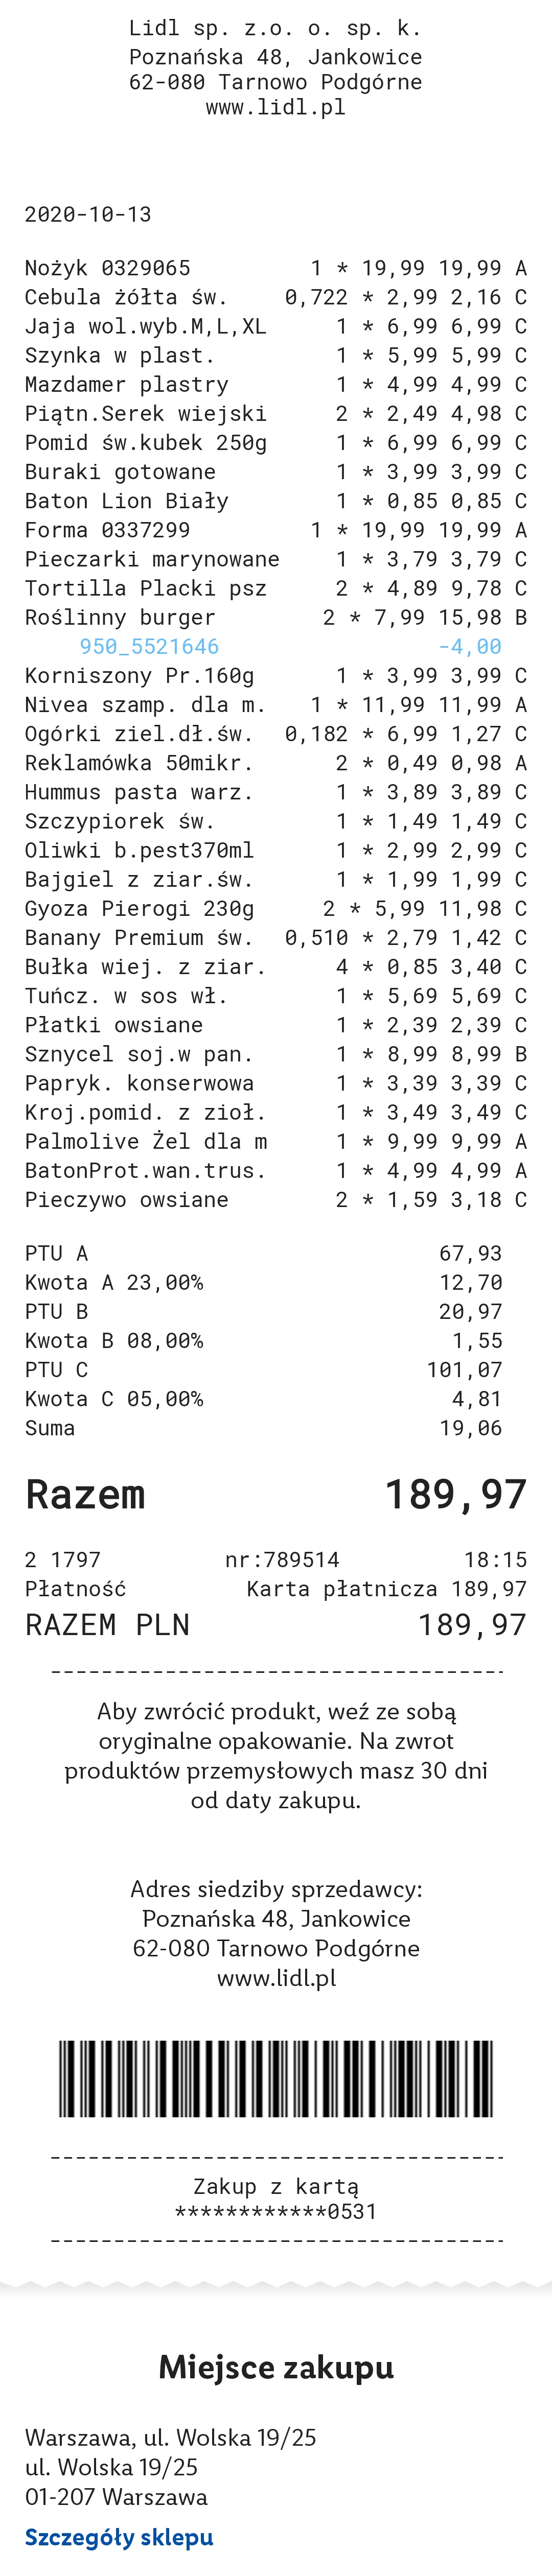 Lidl sp. z.o. o. sp. k.
Poznańska 48, Jankowice
62-080 Tarnowo Podgórne
www.lidl.pl
2020-10-13
Nożyk 0329065 1 * 19,99 19,99 A
Cebula żółta św. 0,722 * 2,99 2,16 C
Jaja wol.wyb.M,L,XL 1 * 6,99 6,99 C
Szynka w plast. 1 * 5,99 5,99 C
Mazdamer plastry 1 * 4,99 4,99 C
Piątn.Serek wiejski 2 * 2,49 4,98 C
Pomid św.kubek 250g 1 * 6,99 6,99 C
Buraki gotowane 1 * 3,99 3,99 C
Baton Lion Biały 1 * 0,85 0,85 C
Forma 0337299 1 * 19,99 19,99 A
Pieczarki marynowane 1 * 3,79 3,79 C
Tortilla Placki psz 2 * 4,89 9,78 C
Roślinny burger 2 * 7,99 15,98 B
950_5521646 -4,00
Korniszony Pr.160g 1 * 3,99 3,99 C
Nivea szamp. dla m. 1 * 11,99 11,99 A
Ogórki ziel.dł.św. 0,182 * 6,99 1,27 C
Reklamówka 50mikr. 2 * 0,49 0,98 A
Hummus pasta warz. 1 * 3,89 3,89 C
Szczypiorek św. 1 * 1,49 1,49 C
Oliwki b.pest370ml 1 * 2,99 2,99 C
Bajgiel z ziar.św. 1 * 1,99 1,99 C
Gyoza Pierogi 230g 2 * 5,99 11,98 C
Banany Premium św. 0,510 * 2,79 1,42 C
Bułka wiej. z ziar. 4 * 0,85 3,40 C
Tuńcz. w sos wł. 1 * 5,69 5,69 C
Płatki owsiane 1 * 2,39 2,39 C
Sznycel soj.w pan. 1 * 8,99 8,99 B
Papryk. konserwowa 1 * 3,39 3,39 C
Kroj.pomid. z zioł. 1 * 3,49 3,49 C
Palmolive Żel dla m 1 * 9,99 9,99 A
BatonProt.wan.trus. 1 * 4,99 4,99 A
Pieczywo owsiane 2 * 1,59 3,18 C
PTU A 67,93
Kwota A 23,00% 12,70
PTU B 20,97
Kwota B 08,00% 1,55
PTU C 101,07
Kwota C 05,00% 4,81
Suma 19,06
Razem 189,97
2 1797 nr:789514 18:15
Płatność Karta płatnicza 189,97
RAZEM PLN 189,97
Aby zwrócić produkt, weź ze sobą
oryginalne opakowanie. Na zwrot
produktów przemysłowych masz 30 dni
od daty zakupu.
Adres siedziby sprzedawcy:
Poznańska 48, Jankowice
62-080 Tarnowo Podgórne
www.lidl.pl
Zakup z kartą
************0531
Miejsce zakupu
Warszawa, ul. Wolska 19/25
ul. Wolska 19/25
01-207 Warszawa
Szczegóły sklepu